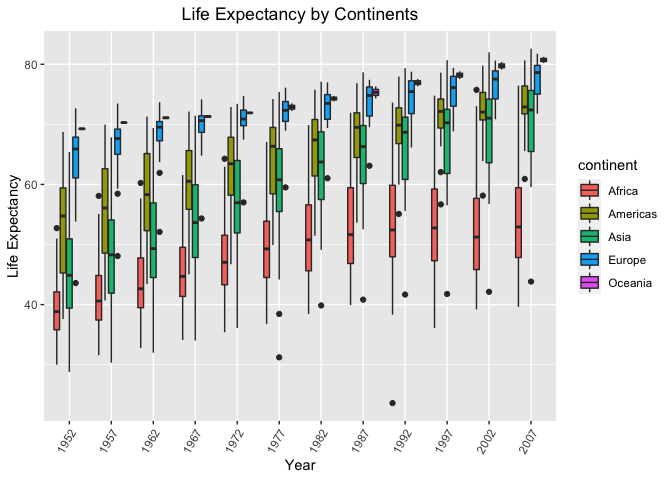 Life Expectancy by Continents
80
60
40
Life Expectancy
1952 1957 1962 1967 1972 1977 1982 1987 1992 1997 2002 2007
Year
continent
Africa
Americas
Asia
Europe
Oceania